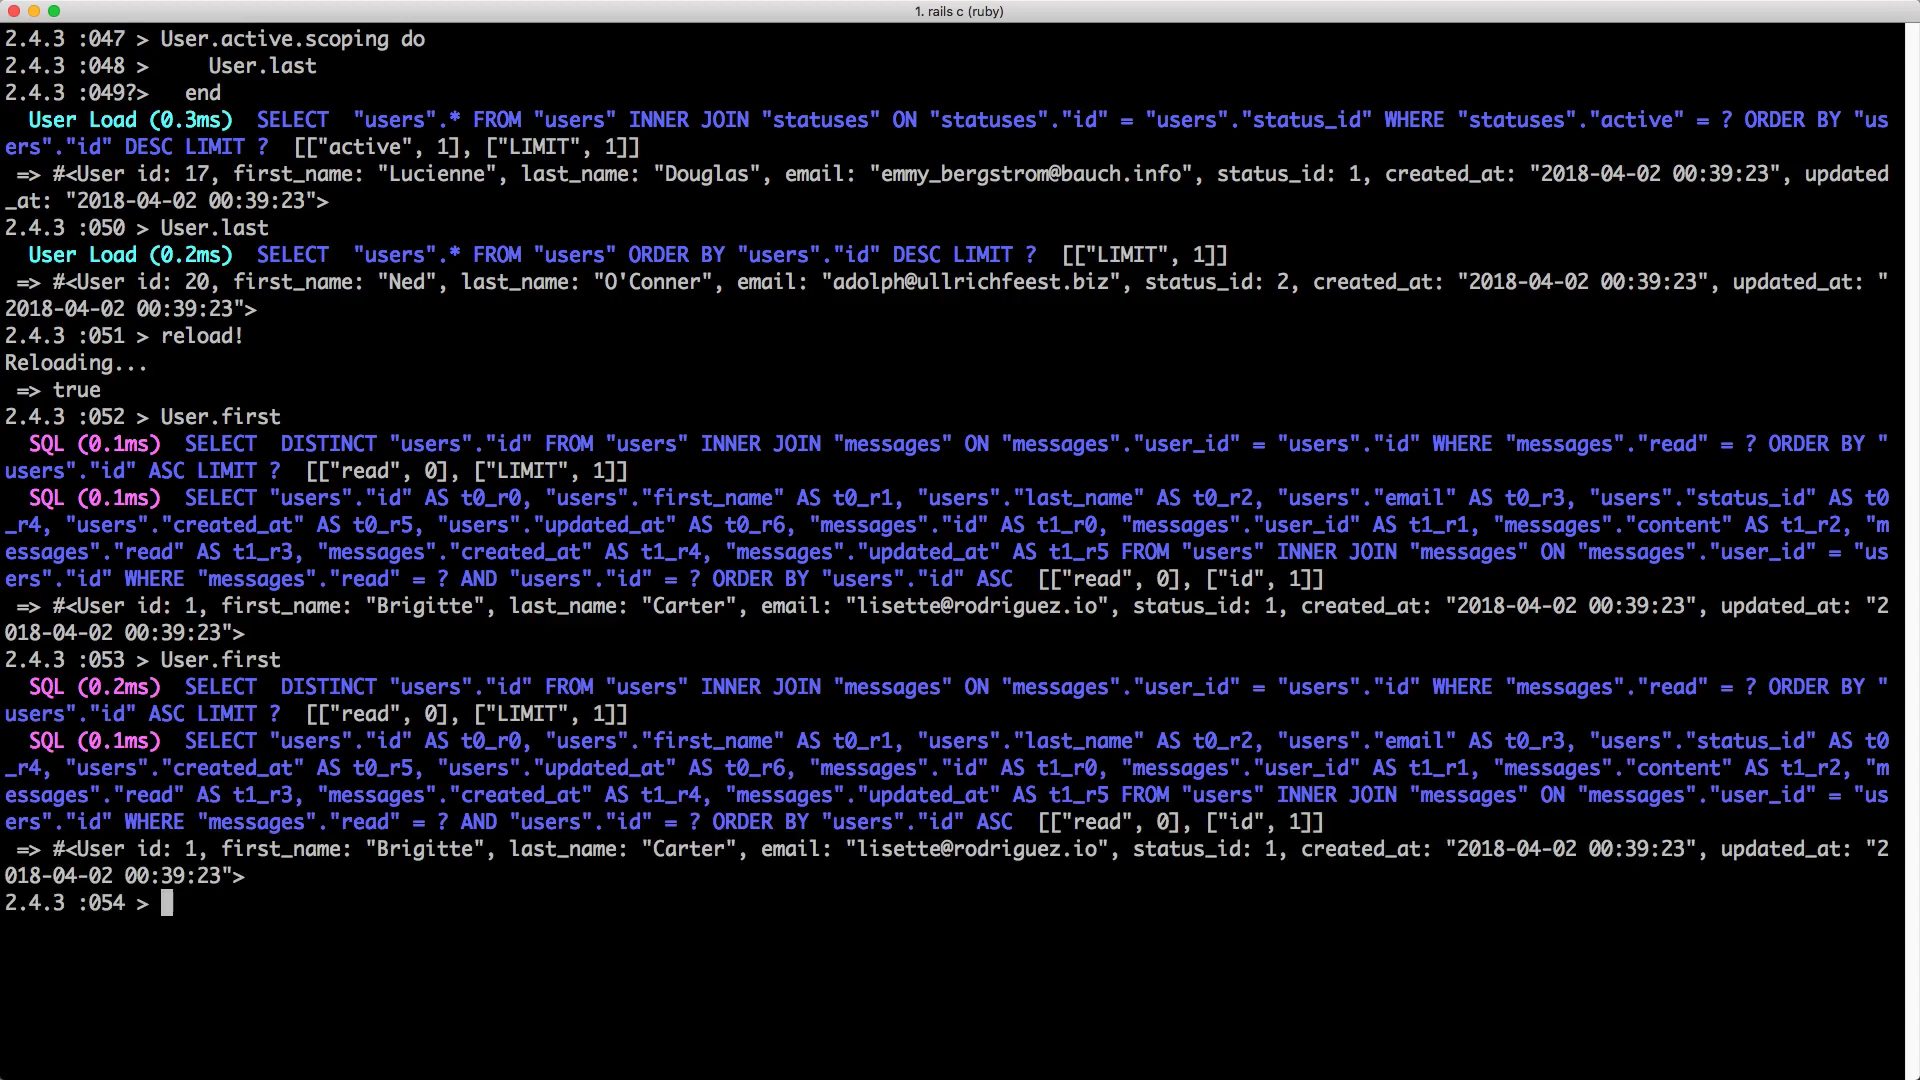 1. rails c (ruby)
2.4.3 :047 > User.active.scoping do
2.4.3 :048 >     User.last
2.4.3 :049?>   end
  User Load (0.3ms)  SELECT  "users".* FROM "users" INNER JOIN "statuses" ON "statuses"."id" = "users"."status_id" WHERE "statuses"."active" = ? ORDER BY "us
ers"."id" DESC LIMIT ?  [["active", 1], ["LIMIT", 1]]
 => #<User id: 17, first_name: "Lucienne", last_name: "Douglas", email: "emmy_bergstrom@bauch.info", status_id: 1, created_at: "2018-04-02 00:39:23", updated
_at: "2018-04-02 00:39:23">
2.4.3 :050 > User.last
  User Load (0.2ms)  SELECT  "users".* FROM "users" ORDER BY "users"."id" DESC LIMIT ?  [["LIMIT", 1]]
 => #<User id: 20, first_name: "Ned", last_name: "O'Conner", email: "adolph@ullrichfeest.biz", status_id: 2, created_at: "2018-04-02 00:39:23", updated_at: "
2018-04-02 00:39:23">
2.4.3 :051 > reload!
Reloading...
 => true
2.4.3 :052 > User.first
  SQL (0.1ms)  SELECT  DISTINCT "users"."id" FROM "users" INNER JOIN "messages" ON "messages"."user_id" = "users"."id" WHERE "messages"."read" = ? ORDER BY "
users"."id" ASC LIMIT ?  [["read", 0], ["LIMIT", 1]]
  SQL (0.1ms)  SELECT "users"."id" AS t0_r0, "users"."first_name" AS t0_r1, "users"."last_name" AS t0_r2, "users"."email" AS t0_r3, "users"."status_id" AS t0
_r4, "users"."created_at" AS t0_r5, "users"."updated_at" AS t0_r6, "messages"."id" AS t1_r0, "messages"."user_id" AS t1_r1, "messages"."content" AS t1_r2, "m
essages"."read" AS t1_r3, "messages"."created_at" AS t1_r4, "messages"."updated_at" AS t1_r5 FROM "users" INNER JOIN "messages" ON "messages"."user_id" = "us
ers"."id" WHERE "messages"."read" = ? AND "users"."id" = ? ORDER BY "users"."id" ASC  [["read", 0], ["id", 1]]
 => #<User id: 1, first_name: "Brigitte", last_name: "Carter", email: "lisette@rodriguez.io", status_id: 1, created_at: "2018-04-02 00:39:23", updated_at: "2
018-04-02 00:39:23">
2.4.3 :053 > User.first
  SQL (0.2ms)  SELECT  DISTINCT "users"."id" FROM "users" INNER JOIN "messages" ON "messages"."user_id" = "users"."id" WHERE "messages"."read" = ? ORDER BY "
users"."id" ASC LIMIT ?  [["read", 0], ["LIMIT", 1]]
  SQL (0.1ms)  SELECT "users"."id" AS t0_r0, "users"."first_name" AS t0_r1, "users"."last_name" AS t0_r2, "users"."email" AS t0_r3, "users"."status_id" AS t0
_r4, "users"."created_at" AS t0_r5, "users"."updated_at" AS t0_r6, "messages"."id" AS t1_r0, "messages"."user_id" AS t1_r1, "messages"."content" AS t1_r2, "m
essages"."read" AS t1_r3, "messages"."created_at" AS t1_r4, "messages"."updated_at" AS t1_r5 FROM "users" INNER JOIN "messages" ON "messages"."user_id" = "us
ers"."id" WHERE "messages"."read" = ? AND "users"."id" = ? ORDER BY "users"."id" ASC  [["read", 0], ["id", 1]]
 => #<User id: 1, first_name: "Brigitte", last_name: "Carter", email: "lisette@rodriguez.io", status_id: 1, created_at: "2018-04-02 00:39:23", updated_at: "2
018-04-02 00:39:23">
2.4.3 :054 >